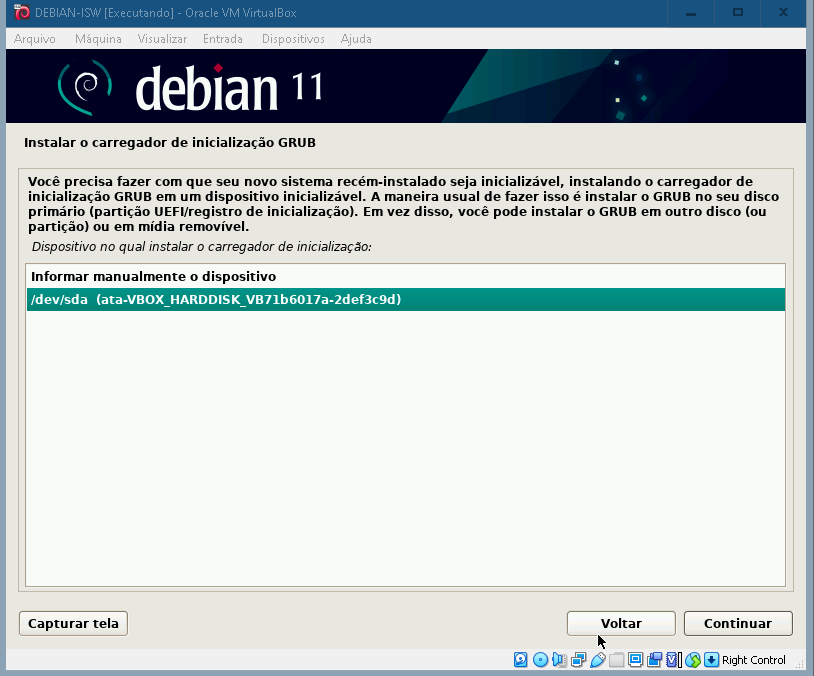 DEBIAN-ISW [Executando] - Oracle VM VirtualBox
Arquivo Máquina Visualizar Entrada Dispositivos Ajuda
debian 11
Instalar o carregador de inicialização GRUB
Você precisa fazer com que seu novo sistema recém-instalado seja inicializável, instalando o carregador de
inicialização GRUB em um dispositivo inicializável. A maneira usual de fazer isso é instalar o GRUB no seu disco
primário (partição UEFI/registro de inicialização). Em vez disso, você pode instalar o GRUB em outro disco (ou
partição) ou em mídia removível.
Dispositivo no qual instalar o carregador de inicialização:
Informar manualmente o dispositivo
/dev/sda (ata-VBOX_HARDDISK_VB71b6017a-2def3c9d)
Capturar tela Voltar Continuar
Right Control